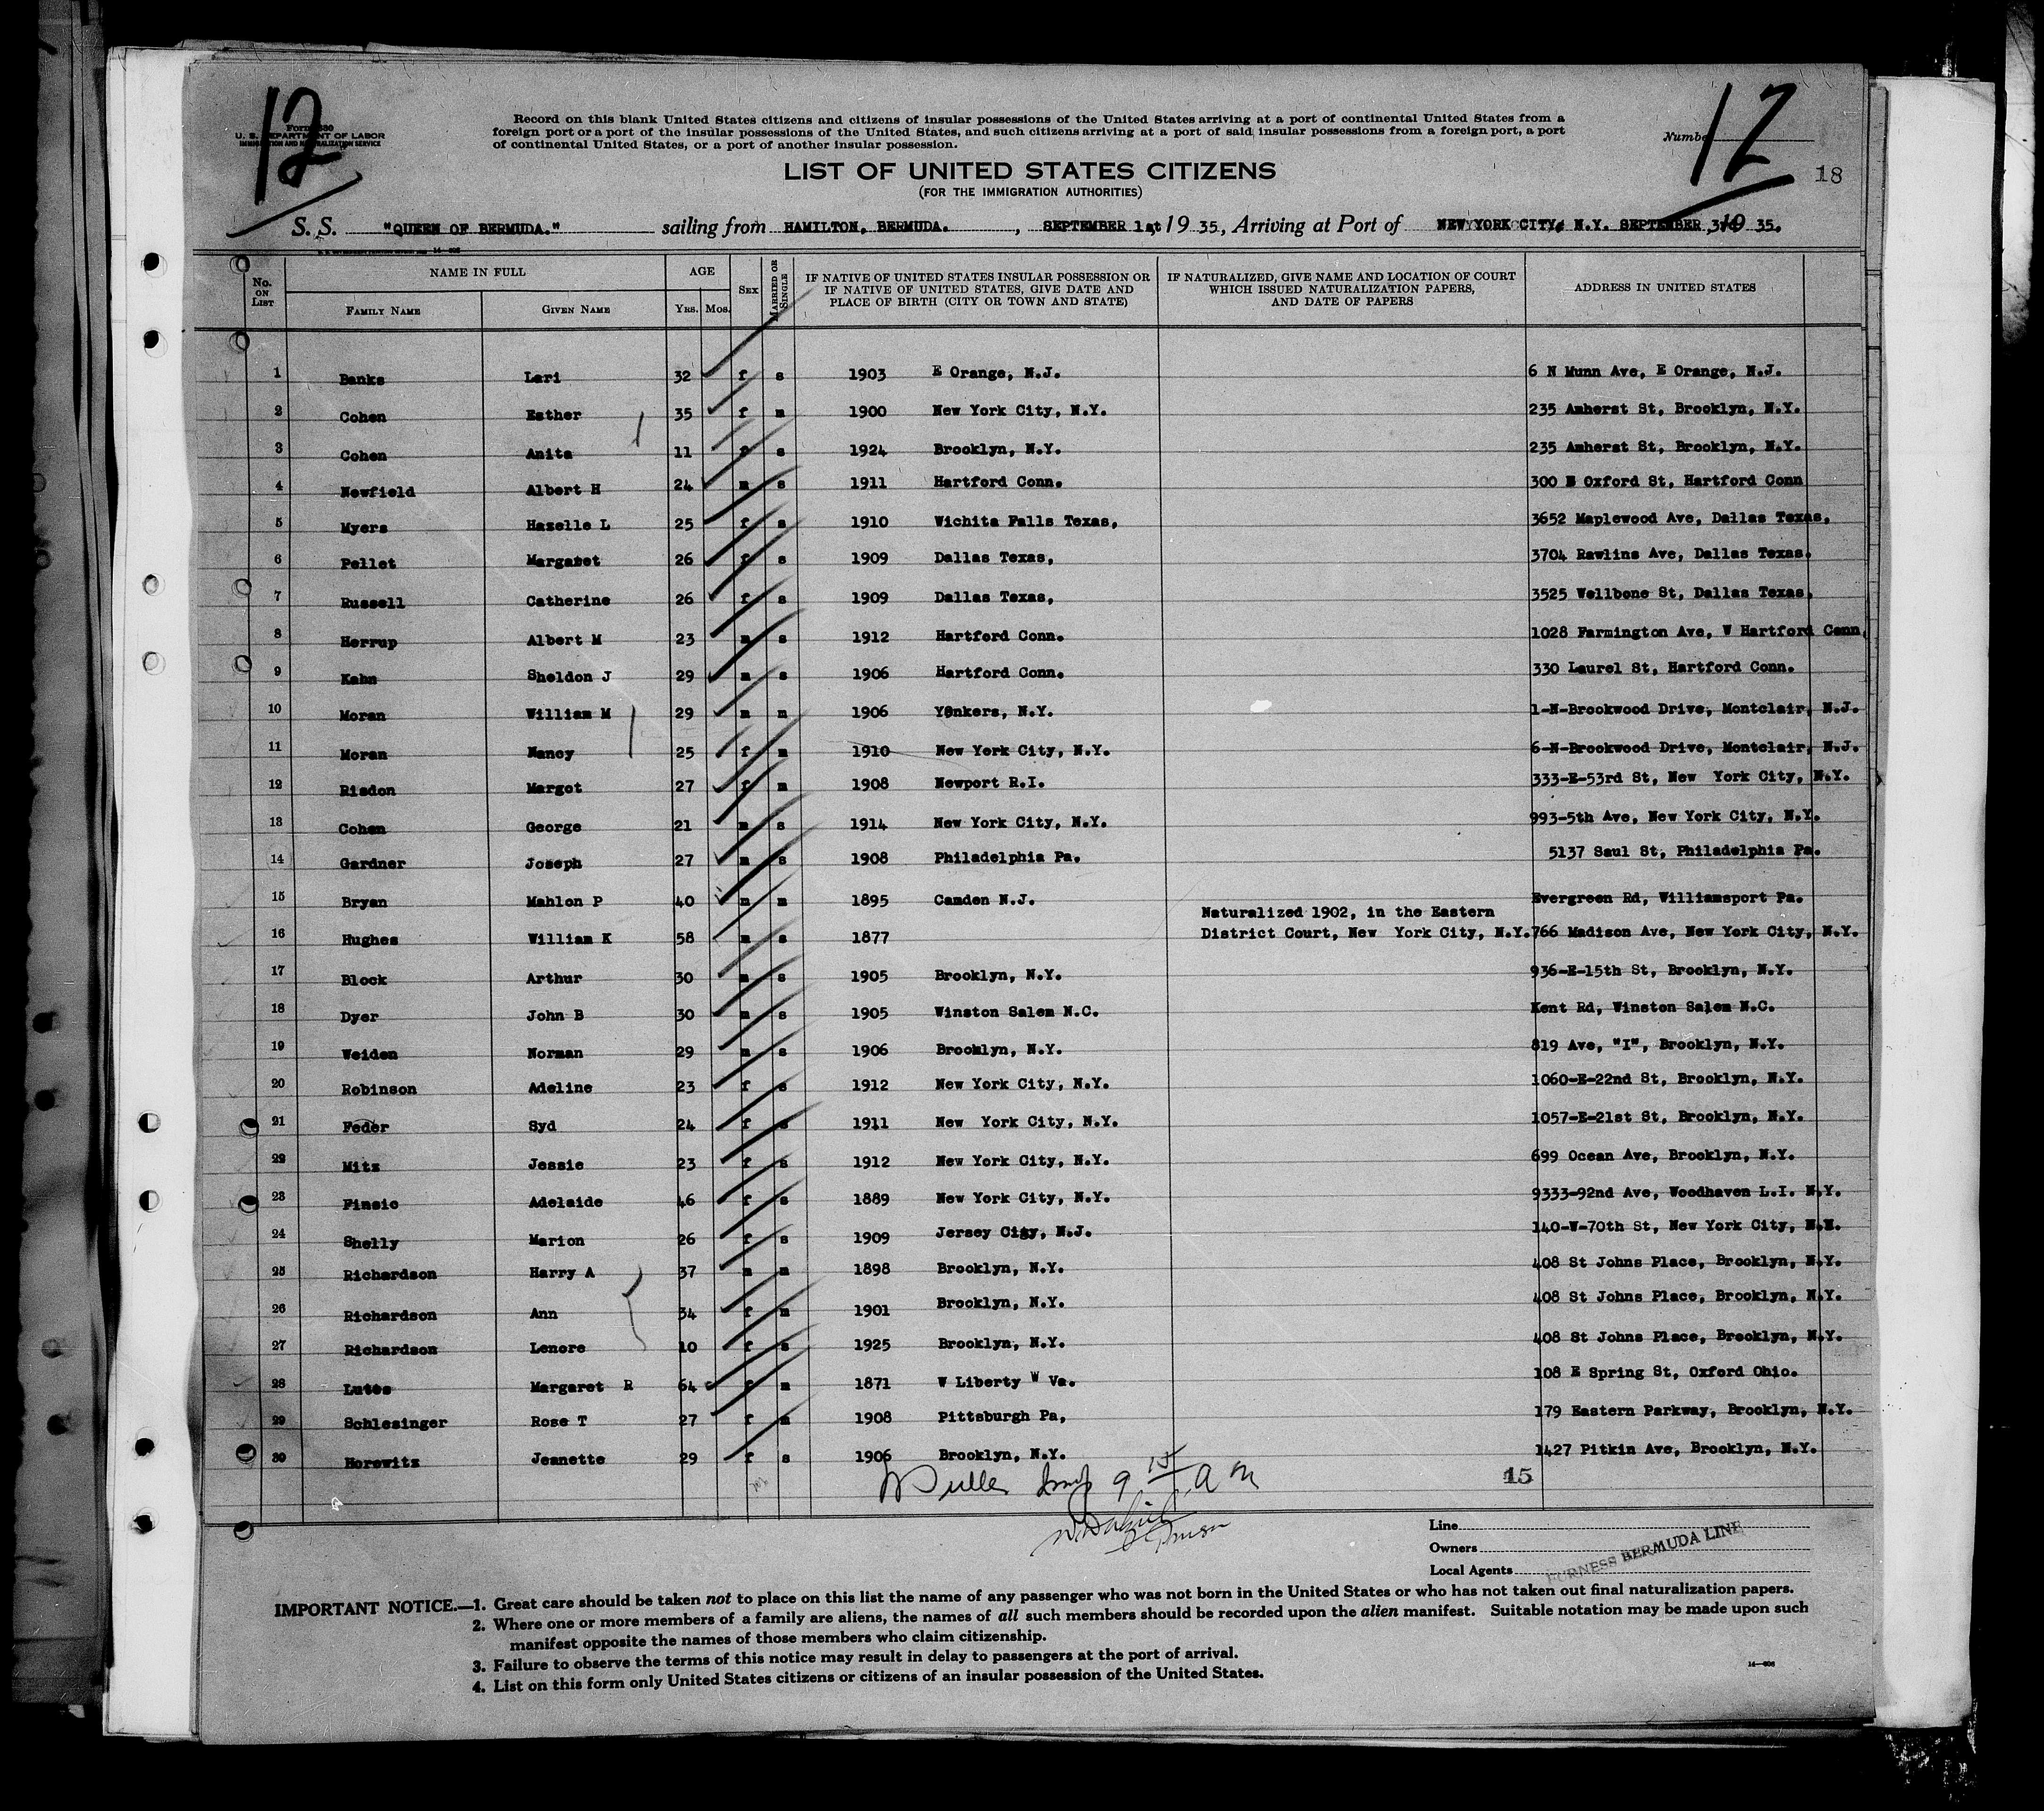 12
12
Form 630
U. S. DEPARTMENT OF LABOR
IMMIGRATION AND NATURALIZATION SERVICE
Record on this blank United States citizens and citizens of insular possessions of the United States arriving at a port of continental United States from a
foreign port or a port of the insular possessions of the United States, and such citizens arriving at a port of said insular possessions from a foreign port, a port
of continental United States, or a port of another insular possession.
Number
LIST OF UNITED STATES CITIZENS
18
(FOR THE IMMIGRATION AUTHORITIES)
S. S. "QUEEN OF BERMUDA." sailing from HAMILTON, BERMUDA. , SEPTEMBER 1st, 19 35, Arriving at Port of NEW YORK CITY, N.Y. SEPTEMBER 3, 19 35.
No. ON LIST NAME IN FULL AGE SEX MARRIED OR SINGLE IF NATIVE OF UNITED STATES INSULAR POSSESSION OR IF NATIVE OF UNITED STATES, GIVE DATE AND PLACE OF BIRTH (CITY OR TOWN AND STATE) IF NATURALIZED, GIVE NAME AND LOCATION OF COURT WHICH ISSUED NATURALIZATION PAPERS, AND DATE OF PAPERS ADDRESS IN UNITED STATES
FAMILY NAME GIVEN NAME YRS. MOS.
1 Banks Lari 32 f s 1903 E Orange, N.J. 6 N Munn Ave, E Orange, N.J.
2 Cohen Esther 35 f m 1900 New York City, N.Y. 235 Amherst St, Brooklyn, N.Y.
3 Cohen Anita 11 f s 1924 Brooklyn, N.Y. 235 Amherst St, Brooklyn, N.Y.
4 Newfield Albert H 24 m s 1911 Hartford Conn. 300 Oxford St, Hartford Conn
5 Myers Hazelle L 25 f s 1910 Wichita Falls Texas, 3652 Maplewood Ave, Dallas Texas,
6 Pellet Margaret 26 f s 1909 Dallas Texas, 3704 Rawlins Ave, Dallas Texas.
7 Russell Catherine 26 f s 1909 Dallas Texas, 3525 Wellbone St, Dallas Texas,
8 Herrup Albert M 23 m s 1912 Hartford Conn. 1028 Farmington Ave, W Hartford Conn,
9 Kahn Sheldon J 29 m s 1906 Hartford Conn. 330 Laurel St, Hartford Conn.
10 Moran William M 29 m m 1906 Yonkers, N.Y. 1-N-Brookwood Drive, Montclair, N.J.
11 Moran Nancy 25 f m 1910 New York City, N.Y. 6-N-Brookwood Drive, Montclair, N.J.
12 Risdon Margot 27 f m 1908 Newport R.I. 333-E-53rd St, New York City, N.Y.
13 Cohen George 21 m s 1914 New York City, N.Y. 993-5th Ave, New York City, N.Y.
14 Gardner Joseph 27 m s 1908 Philadelphia Pa. 5137 Saul St, Philadelphia Pa.
15 Bryan Mahlon P 40 m m 1895 Camden N.J. Evergreen Rd, Williamsport Pa.
16 Hughes William K 58 m s 1877 Naturalized 1902, in the Eastern District Court, New York City, N.Y. 766 Madison Ave, New York City, N.Y.
17 Block Arthur 30 m s 1905 Brooklyn, N.Y. 936-E-15th St, Brooklyn, N.Y.
18 Dyer John B 30 m s 1905 Winston Salem N.C. Kent Rd, Winston Salem N.C.
19 Weiden Norman 29 m s 1906 Brooklyn, N.Y. 819 Ave, "I", Brooklyn, N.Y.
20 Robinson Adeline 23 f s 1912 New York City, N.Y. 1060-E-22nd St, Brooklyn, N.Y.
21 Feder Syd 24 f s 1911 New York City, N.Y. 1057-E-21st St, Brooklyn, N.Y.
22 Mitz Jessie 23 f s 1912 New York City, N.Y. 699 Ocean Ave, Brooklyn, N.Y.
23 Finsic Adelaide 46 f s 1889 New York City, N.Y. 9333-92nd Ave, Woodhaven L.I. N.Y.
24 Shelly Marion 26 f s 1909 Jersey City, N.J. 140-W-70th St, New York City, N.Y.
25 Richardson Harry A 37 m m 1898 Brooklyn, N.Y. 408 St Johns Place, Brooklyn, N.Y.
26 Richardson Ann 34 f m 1901 Brooklyn, N.Y. 408 St Johns Place, Brooklyn, N.Y.
27 Richardson Lenore 10 f s 1925 Brooklyn, N.Y. 408 St Johns Place, Brooklyn, N.Y.
28 Lutes Margaret R 64 f m 1871 W Liberty W Va. 108 E Spring St, Oxford Ohio.
29 Schlesinger Rose T 27 f m 1908 Pittsburgh Pa, 179 Eastern Parkway, Brooklyn, N.Y.
30 Horowitz Jeanette 29 f s 1906 Brooklyn, N.Y. 1427 Pitkin Ave, Brooklyn, N.Y.
9 15 a m
15
Line
Owners
Local Agents
FURNESS BERMUDA LINE
IMPORTANT NOTICE.—1. Great care should be taken not to place on this list the name of any passenger who was not born in the United States or who has not taken out final naturalization papers.
2. Where one or more members of a family are aliens, the names of all such members should be recorded upon the alien manifest. Suitable notation may be made upon such
manifest opposite the names of those members who claim citizenship.
3. Failure to observe the terms of this notice may result in delay to passengers at the port of arrival.
4. List on this form only United States citizens or citizens of an insular possession of the United States.